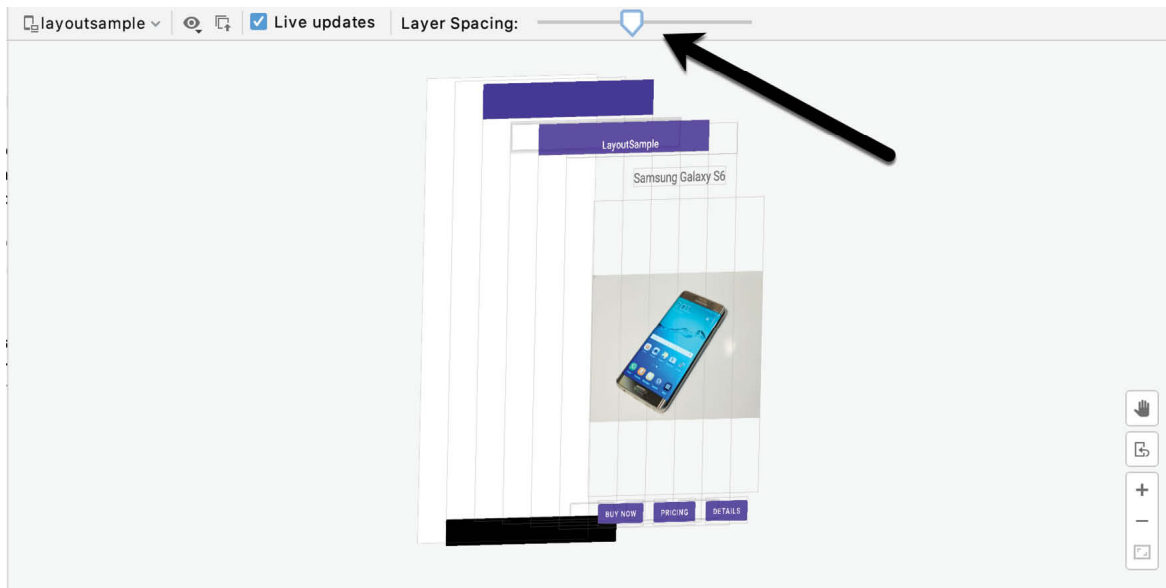 layoutsample Live updates Layer Spacing:
LayoutSample
Samsung Galaxy S6
BUY NOW PRICING DETAILS